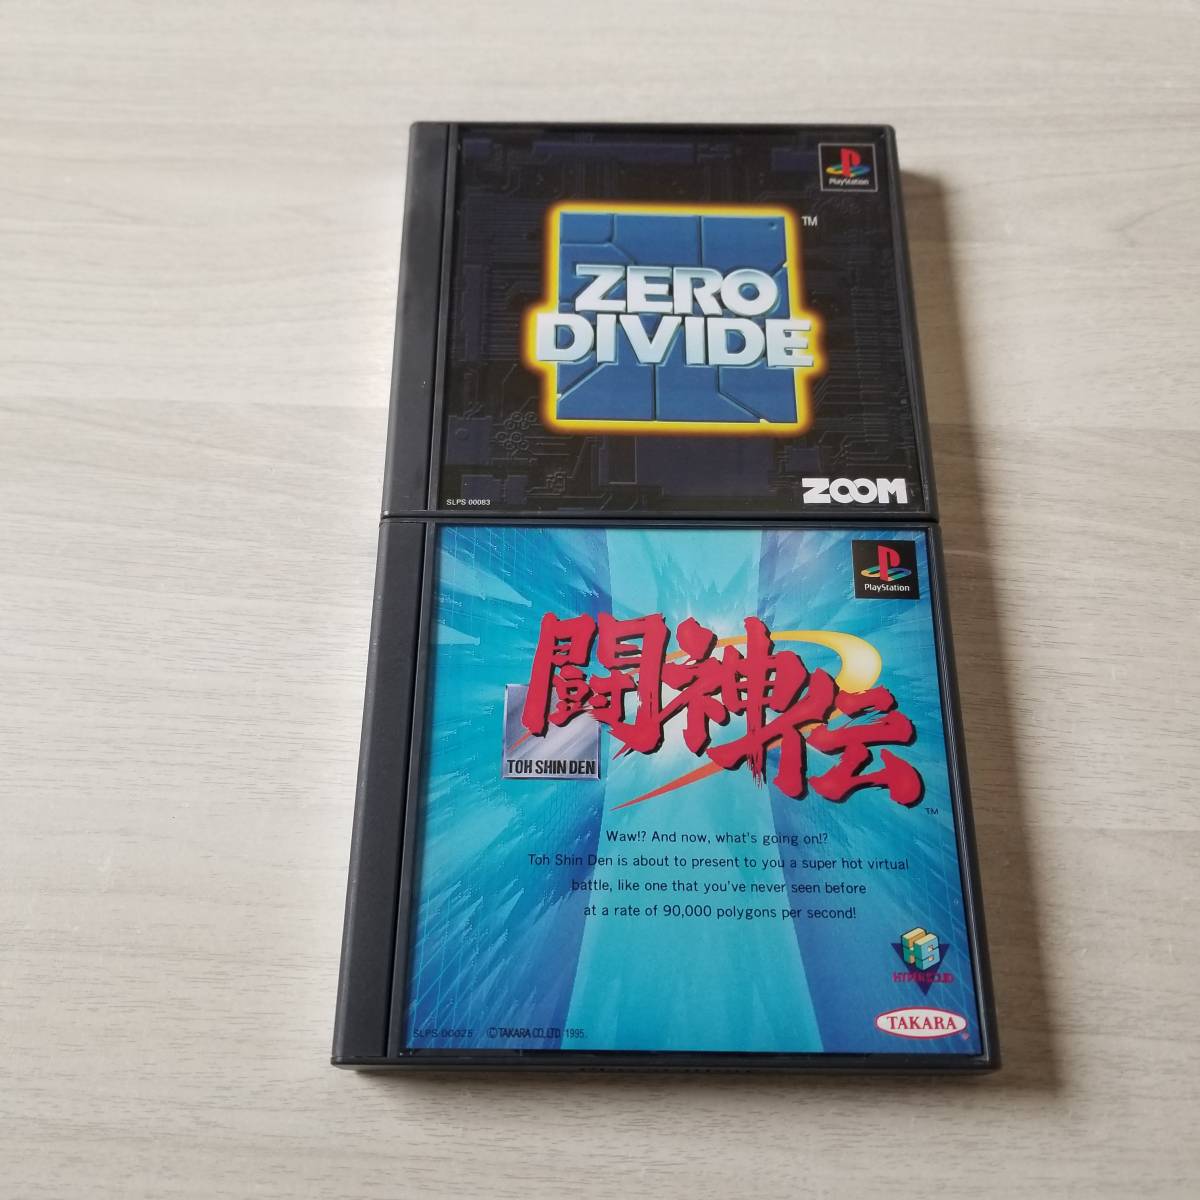 PlayStation
TM
ZERO
DIVIDE
SLPS 00083
ZOOM
PlayStation
闘神伝
TOH SHIN DEN
TM
Waw!? And now, what's going on!?
Toh Shin Den is about to present to you a super hot virtual
battle, like one that you've never seen before
at a rate of 90,000 polygons per second!
HS
HYPER SOLID
TAKARA
SLPS-00025 ©TAKARA CO.,LTD. 1995.